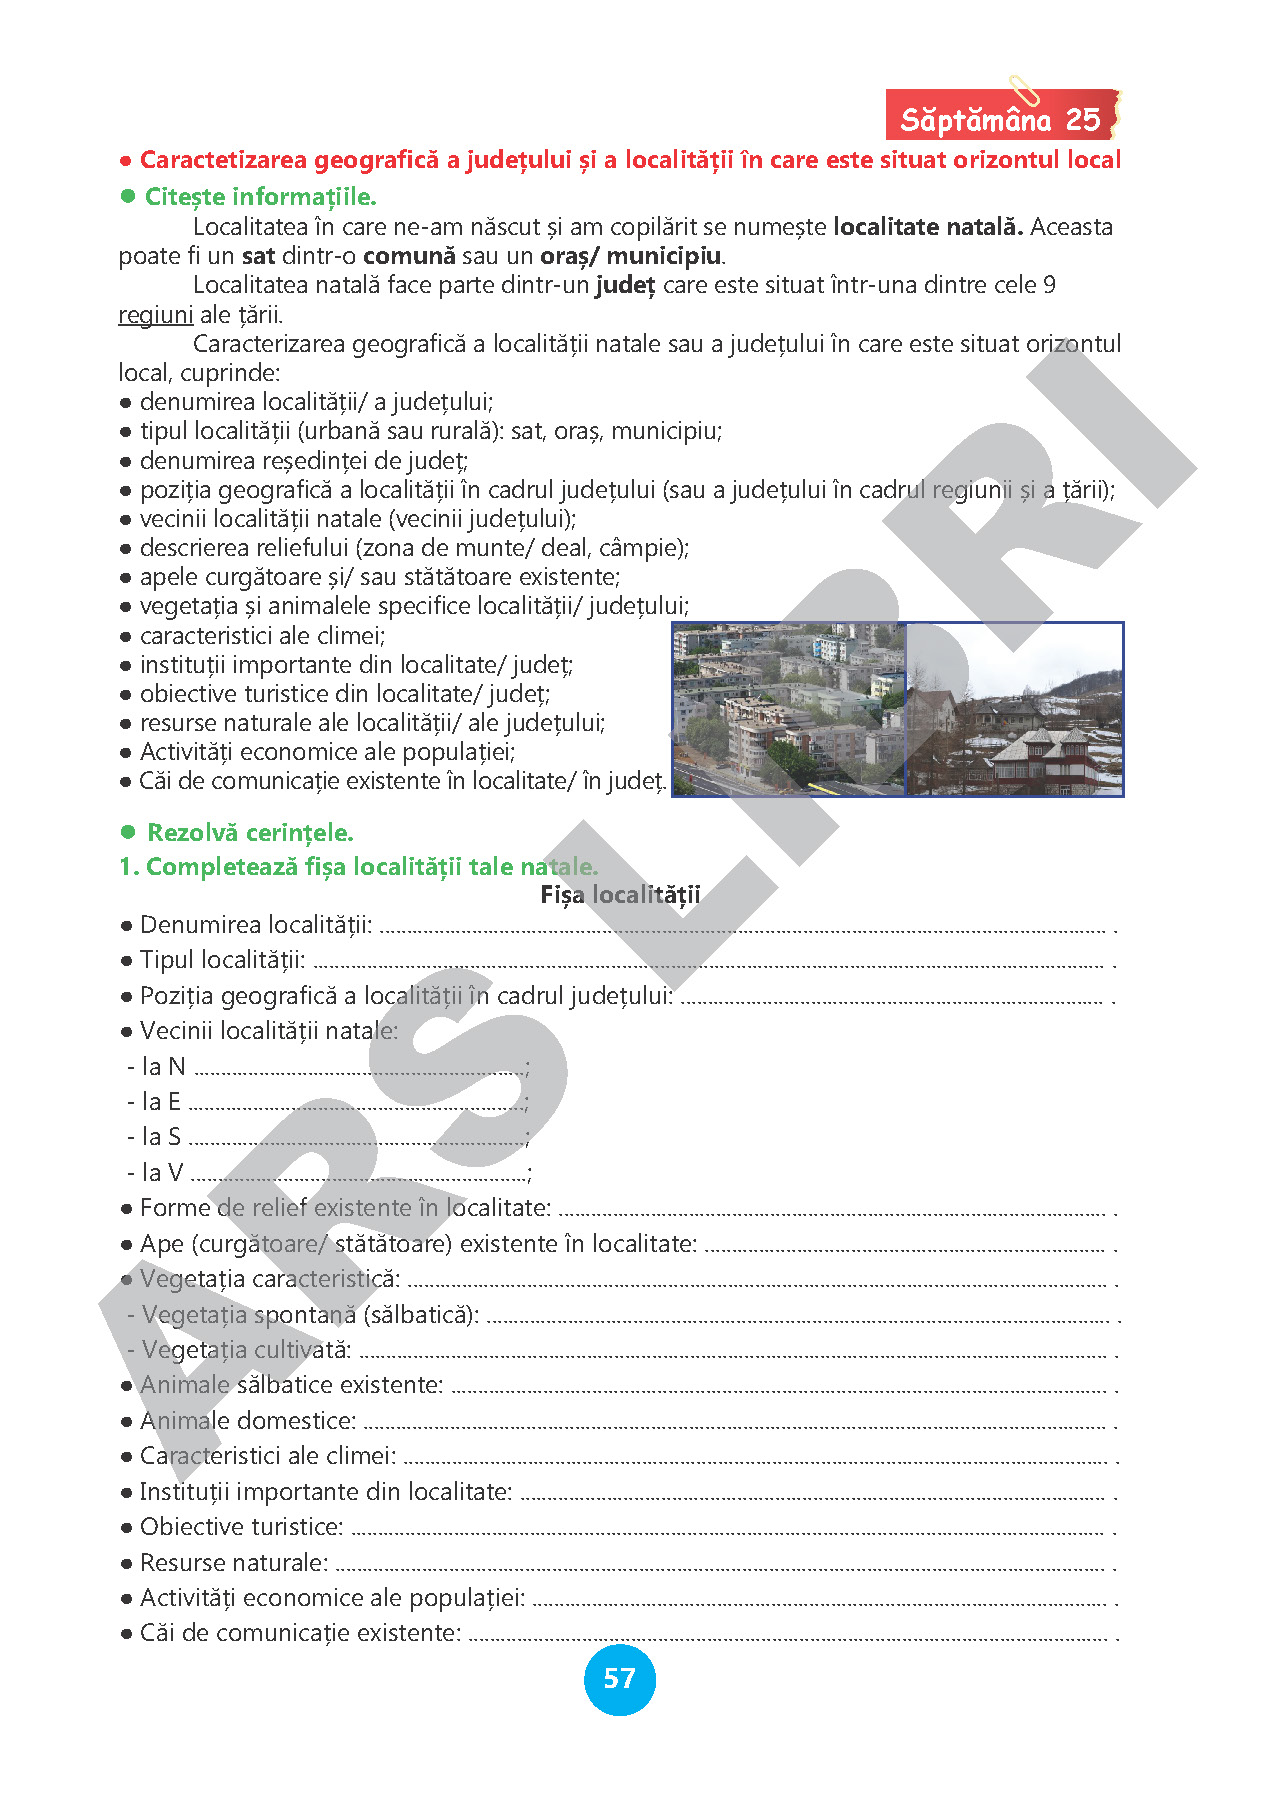 Săptămâna 25
● Caractetizarea geografică a județului și a localității în care este situat orizontul local
● Citește informațiile.
Localitatea în care ne-am născut și am copilărit se numește localitate natală. Aceasta
poate fi un sat dintr-o comună sau un oraș/ municipiu.
Localitatea natală face parte dintr-un județ care este situat într-una dintre cele 9
regiuni ale țării.
Caracterizarea geografică a localității natale sau a județului în care este situat orizontul
local, cuprinde:
● denumirea localității/ a județului;
● tipul localității (urbană sau rurală): sat, oraș, municipiu;
● denumirea reședinței de județ;
● poziția geografică a localității în cadrul județului (sau a județului în cadrul regiunii și a țării);
● vecinii localității natale (vecinii județului);
● descrierea reliefului (zona de munte/ deal, câmpie);
● apele curgătoare și/ sau stătătoare existente;
● vegetația și animalele specifice localității/ județului;
● caracteristici ale climei;
● instituții importante din localitate/ județ;
● obiective turistice din localitate/ județ;
● resurse naturale ale localității/ ale județului;
● Activități economice ale populației;
● Căi de comunicație existente în localitate/ în județ.
● Rezolvă cerințele.
1. Completează fișa localității tale natale.
Fișa localității
● Denumirea localității: .................... .
● Tipul localității: .................... .
● Poziția geografică a localității în cadrul județului: .................... .
● Vecinii localității natale:
- la N ....................;
- la E ....................;
- la S ....................;
- la V ....................;
● Forme de relief existente în localitate: .................... .
● Ape (curgătoare/ stătătoare) existente în localitate: .................... .
● Vegetația caracteristică: .................... .
- Vegetația spontană (sălbatică): .................... .
- Vegetația cultivată: .................... .
● Animale sălbatice existente: .................... .
● Animale domestice: .................... .
● Caracteristici ale climei: .................... .
● Instituții importante din localitate: .................... .
● Obiective turistice: .................... .
● Resurse naturale: .................... .
● Activități economice ale populației: .................... .
● Căi de comunicație existente: .................... .
57
ARS LIBRI